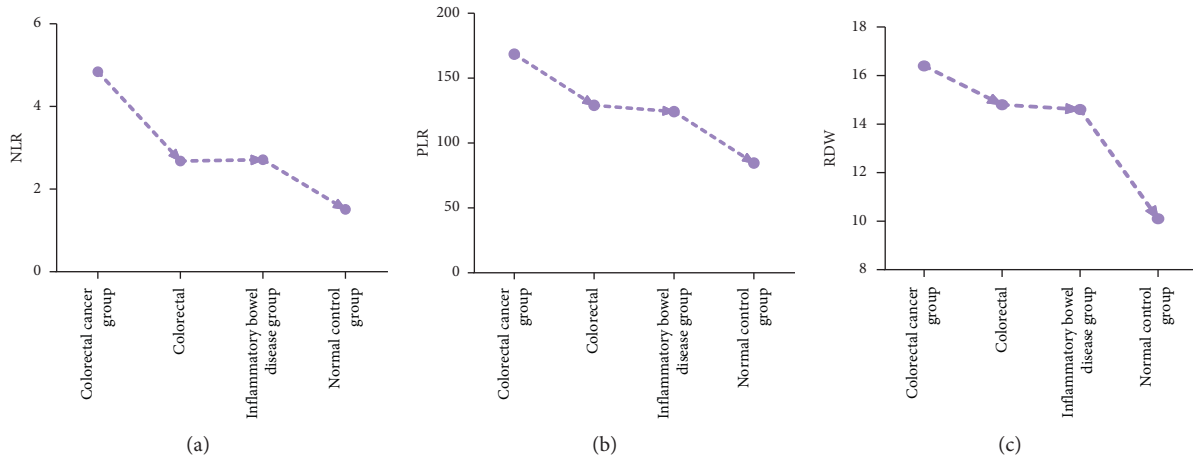 6
4
2
0
NLR
Colorectal cancer
group
Colorectal
Inflammatory bowel
disease group
Normal control
group
(a)
200
150
100
50
0
PLR
Colorectal cancer
group
Colorectal
Inflammatory bowel
disease group
Normal control
group
(b)
18
16
14
12
10
8
RDW
Colorectal cancer
group
Colorectal
Inflammatory bowel
disease group
Normal control
group
(c)